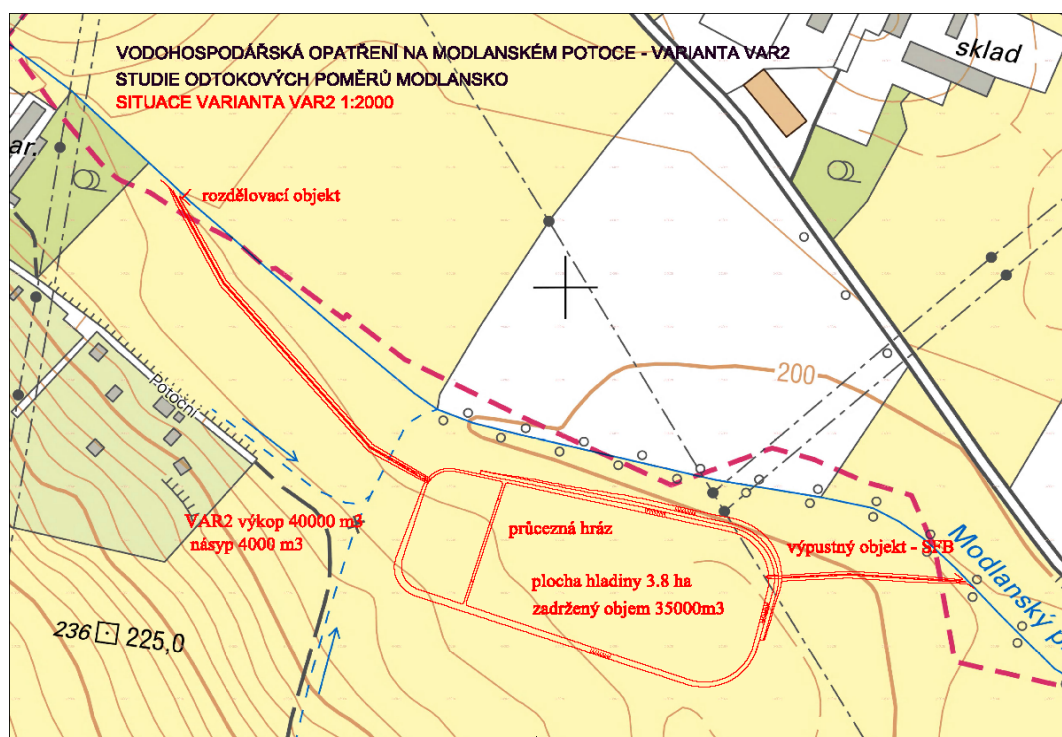 VODOHOSPODÁŘSKÁ OPATŘENÍ NA MODLANSKÉM POTOCE - VARIANTA VAR2
STUDIE ODTOKOVÝCH POMĚRŮ MODLANSKO
SITUACE VARIANTA VAR2 1:2000
sklad
ar.
rozdělovací objekt
200
Potoční
VAR2 výkop 40000 m3
násyp 4000 m3
průcezná hráz
výpustný objekt - SFB
plocha hladiny 3.8 ha
zadržený objem 35000m3
Modlanský p
236 225,0